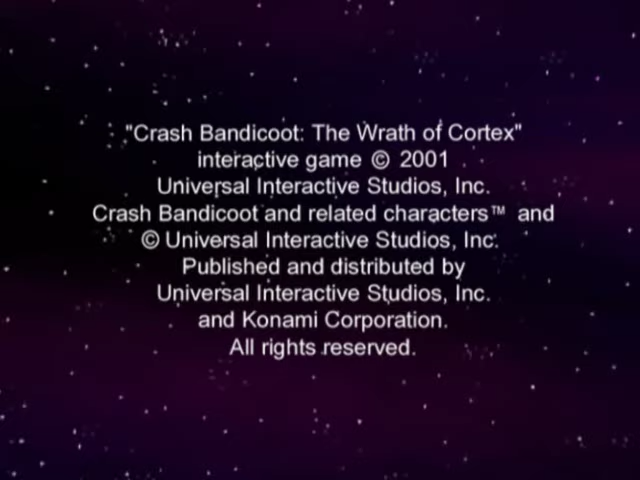 "Crash Bandicoot: The Wrath of Cortex"
interactive game © 2001
Universal Interactive Studios, Inc.
Crash Bandicoot and related characters™ and
© Universal Interactive Studios, Inc.
Published and distributed by
Universal Interactive Studios, Inc.
and Konami Corporation.
All rights reserved.